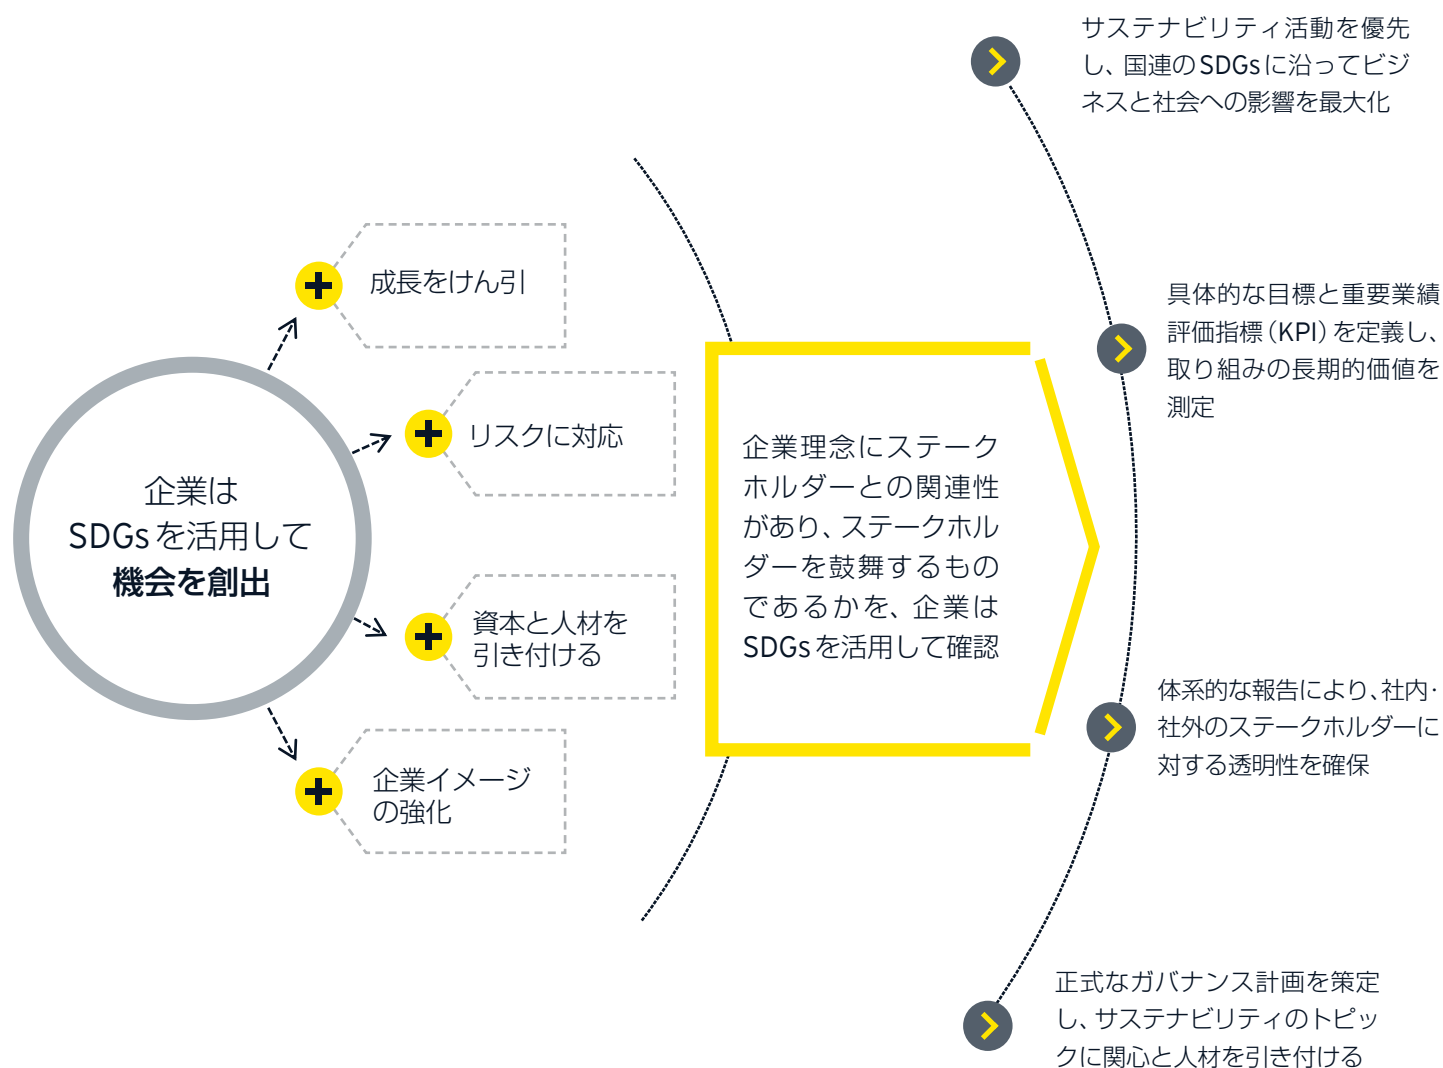 企業は
SDGsを活用して
機会を創出
成長をけん引
リスクに対応
資本と人材を
引き付ける
企業イメージ
の強化
企業理念にステーク
ホルダーとの関連性
があり、ステークホル
ダーを鼓舞するもの
であるかを、企業は
SDGsを活用して確認
サステナビリティ活動を優先
し、国連のSDGsに沿ってビジ
ネスと社会への影響を最大化
具体的な目標と重要業績
評価指標（KPI）を定義し、
取り組みの長期的価値を
測定
体系的な報告により、社内・
社外のステークホルダーに
対する透明性を確保
正式なガバナンス計画を策定
し、サステナビリティのトピッ
クに関心と人材を引き付ける